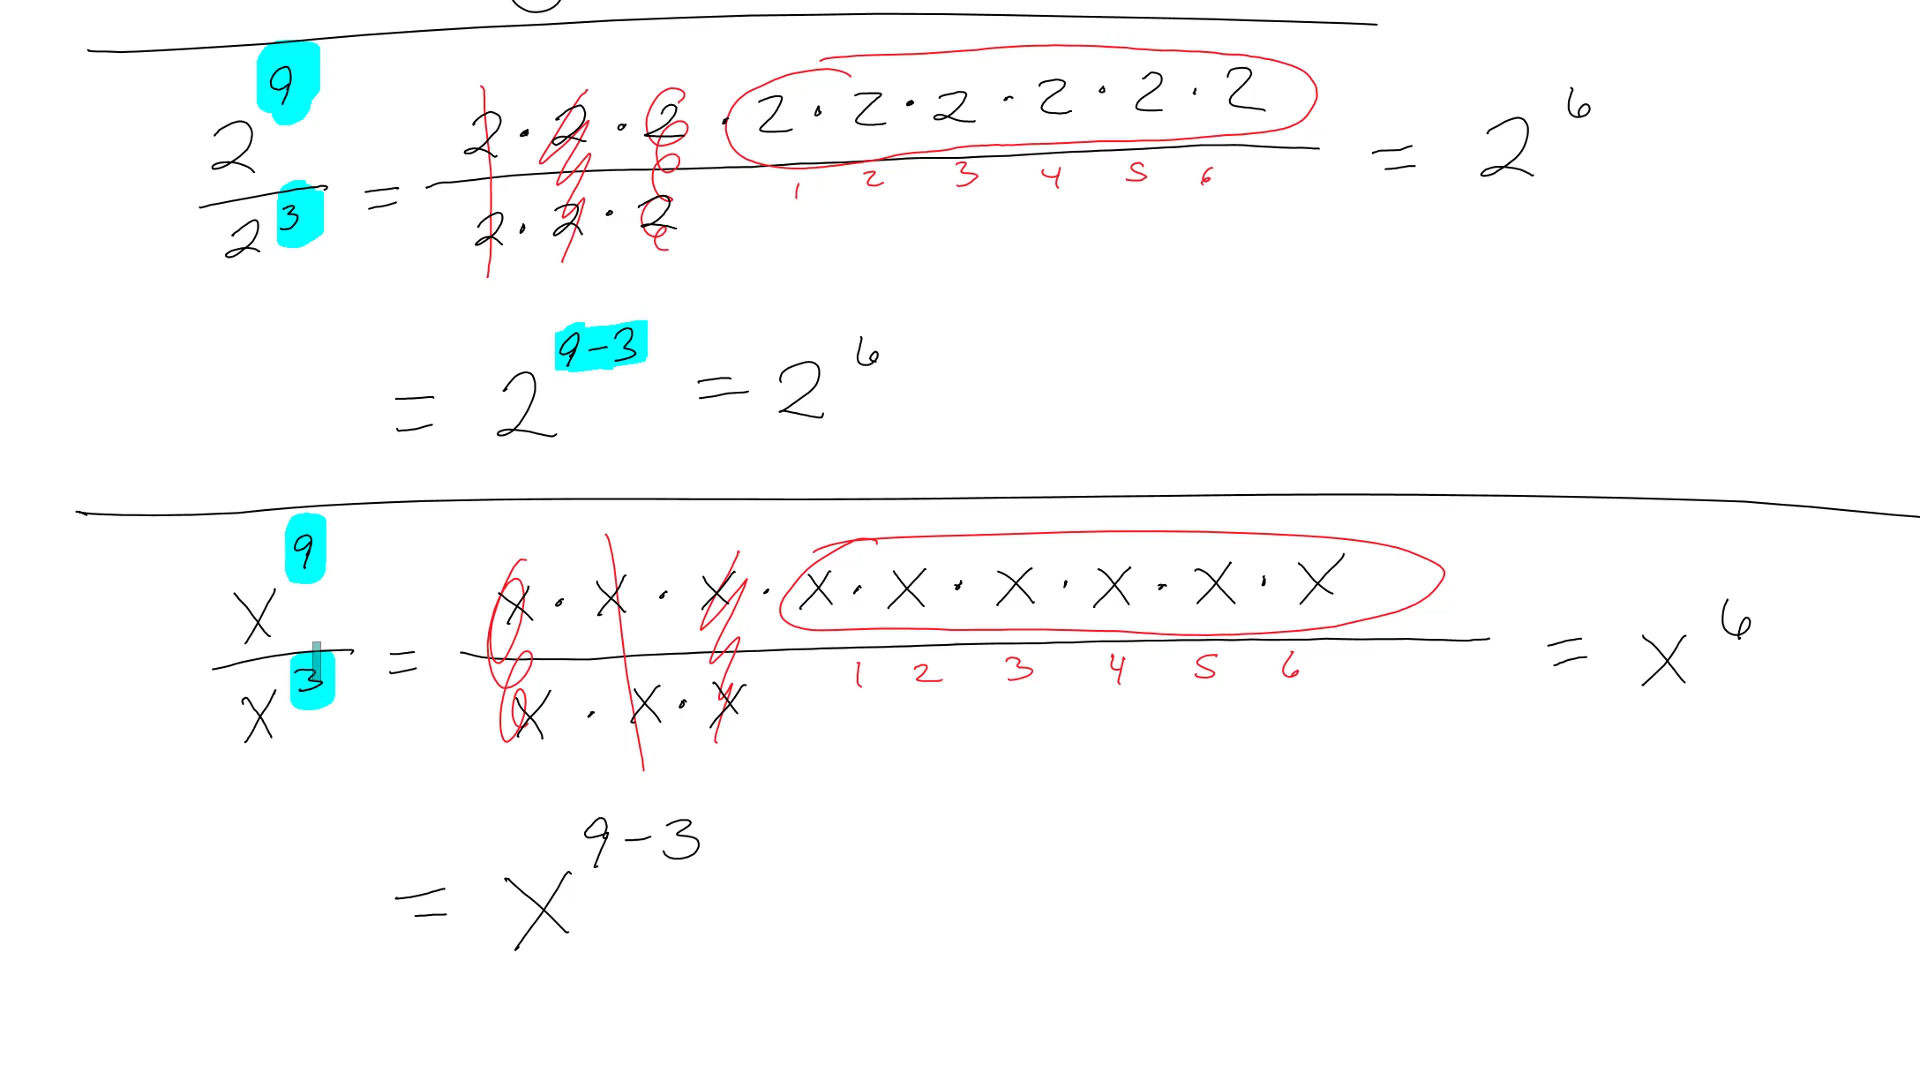 2^9 / 2^3 = 2 · 2 · 2 · 2 · 2 · 2 · 2 · 2 · 2 / 2 · 2 · 2 = 2^6
1 2 3 4 5 6
= 2^9-3 = 2^6
x^9 / x^3 = x · x · x · x · x · x · x · x · x / x · x · x = x^6
1 2 3 4 5 6
= x^9-3